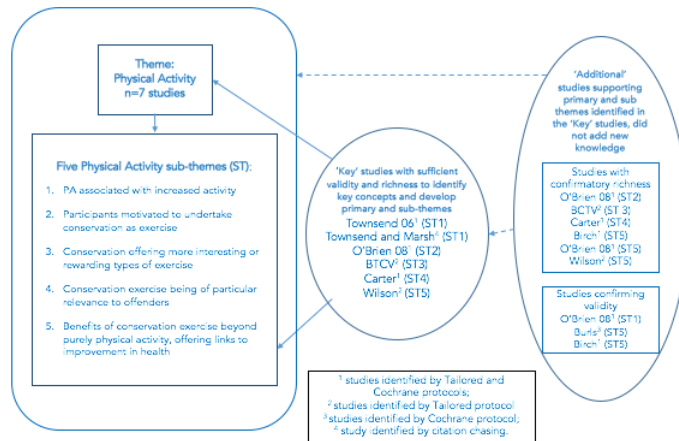 Theme:
Physical Activity
n=7 studies
Five Physical Activity sub-themes (ST):
1. PA associated with increased activity
2. Participants motivated to undertake
conservation as exercise
3. Conservation offering more interesting or
rewarding types of exercise
4. Conservation exercise being of particular
relevance to offenders
5. Benefits of conservation exercise beyond
purely physical activity, offering links to
improvement in health
'Key' studies with sufficient
validity and richness to identify
key concepts and develop
primary and sub-themes
Townsend 06¹ (ST1)
Townsend and Marsh⁴ (ST1)
O'Brien 08¹ (ST2)
BTCV² (ST3)
Carter¹ (ST4)
Wilson² (ST5)
'Additional'
studies supporting
primary and sub
themes identified in
the 'Key' studies, did
not add new
knowledge
Studies with
confirmatory richness
O'Brien 08¹ (ST2)
BCTV² (ST 3)
Carter¹ (ST4)
Birch¹ (ST5)
O'Brien 08¹ (ST5)
Wilson² (ST5)
Studies confirming
validity
O'Brien 08¹ (ST1)
Burls³ (ST5)
Birch¹ (ST5)
¹ studies identified by Tailored and
Cochrane protocols;
² studies identified by Tailored protocol
³ studies identified by Cochrane protocol;
⁴ study identified by citation chasing.